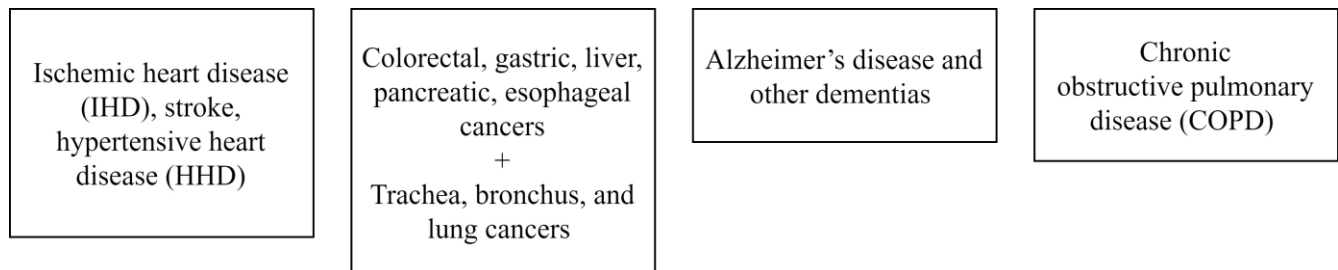 Ischemic heart disease
(IHD), stroke,
hypertensive heart
disease (HHD)
Colorectal, gastric, liver,
pancreatic, esophageal
cancers
+
Trachea, bronchus, and
lung cancers
Alzheimer’s disease and
other dementias
Chronic
obstructive pulmonary
disease (COPD)